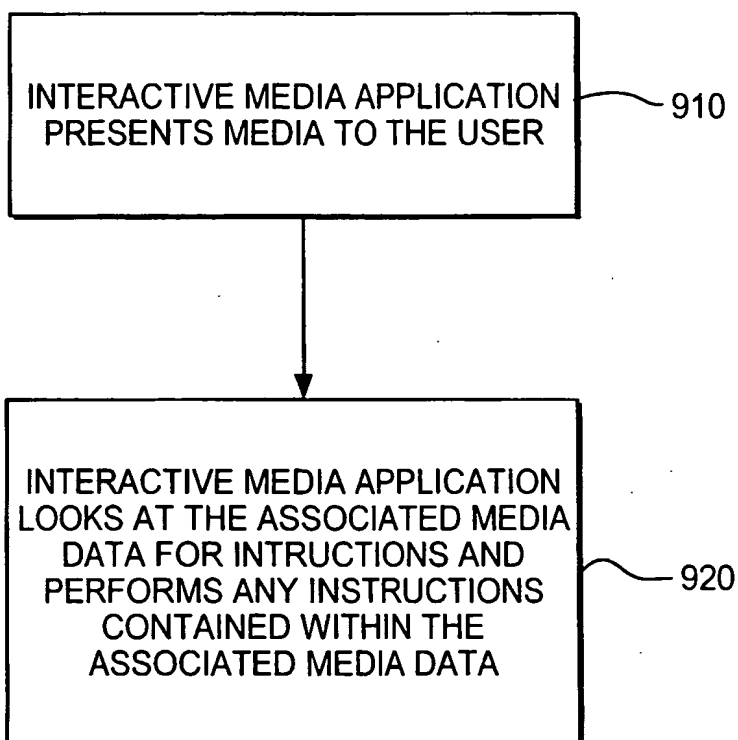 INTERACTIVE MEDIA APPLICATION
PRESENTS MEDIA TO THE USER
910
INTERACTIVE MEDIA APPLICATION
LOOKS AT THE ASSOCIATED MEDIA
DATA FOR INTRUCTIONS AND
PERFORMS ANY INSTRUCTIONS
CONTAINED WITHIN THE
ASSOCIATED MEDIA DATA
920